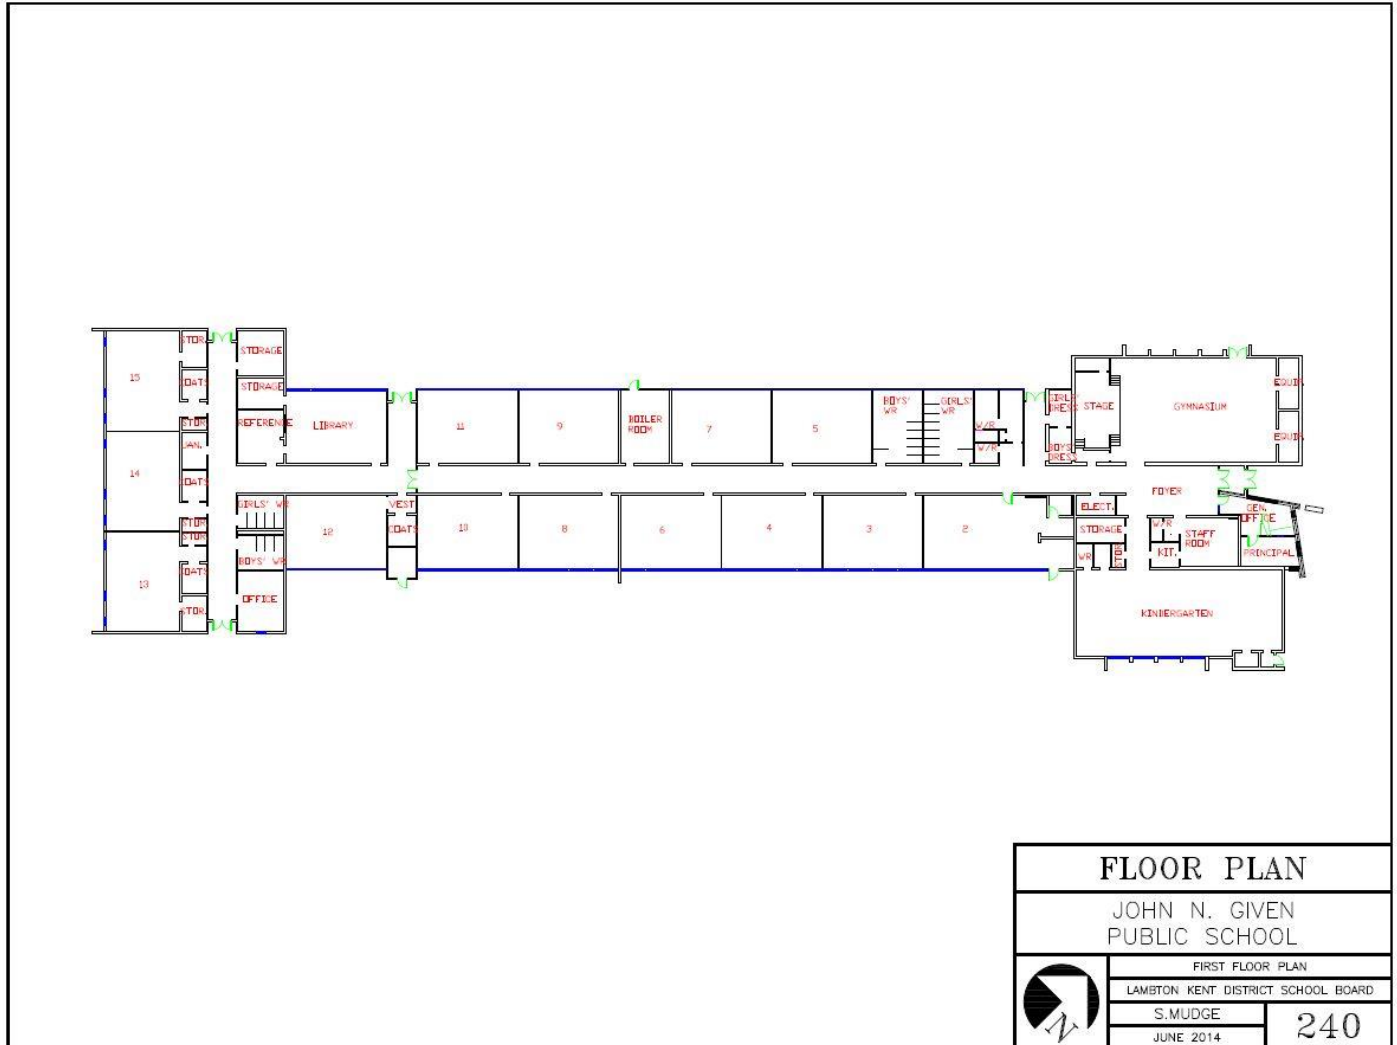 STOR.
STORAGE
15
COATS
STORAGE
STOR.
REFERENCE
LIBRARY
11
9
BOILER
ROOM
7
5
BOYS'
WR
GIRLS'
WR
W/R
W/R
GIRLS'
DRESS
BOYS'
DRESS
STAGE
GYMNASIUM
EQUIP.
EQUIP.
JAN.
14
COATS
STOR.
STOR.
GIRLS' WR
12
VEST
COATS
10
8
6
4
3
2
ELECT.
FOYER
GEN.
OFFICE
STORAGE
W/R
STAFF
ROOM
WR
STOR
KIT.
PRINCIPAL
BOYS' WR
COATS
13
OFFICE
STOR.
KINDERGARTEN
FLOOR PLAN
JOHN N. GIVEN
PUBLIC SCHOOL
FIRST FLOOR PLAN
LAMBTON KENT DISTRICT SCHOOL BOARD
S.MUDGE
JUNE 2014
240
N